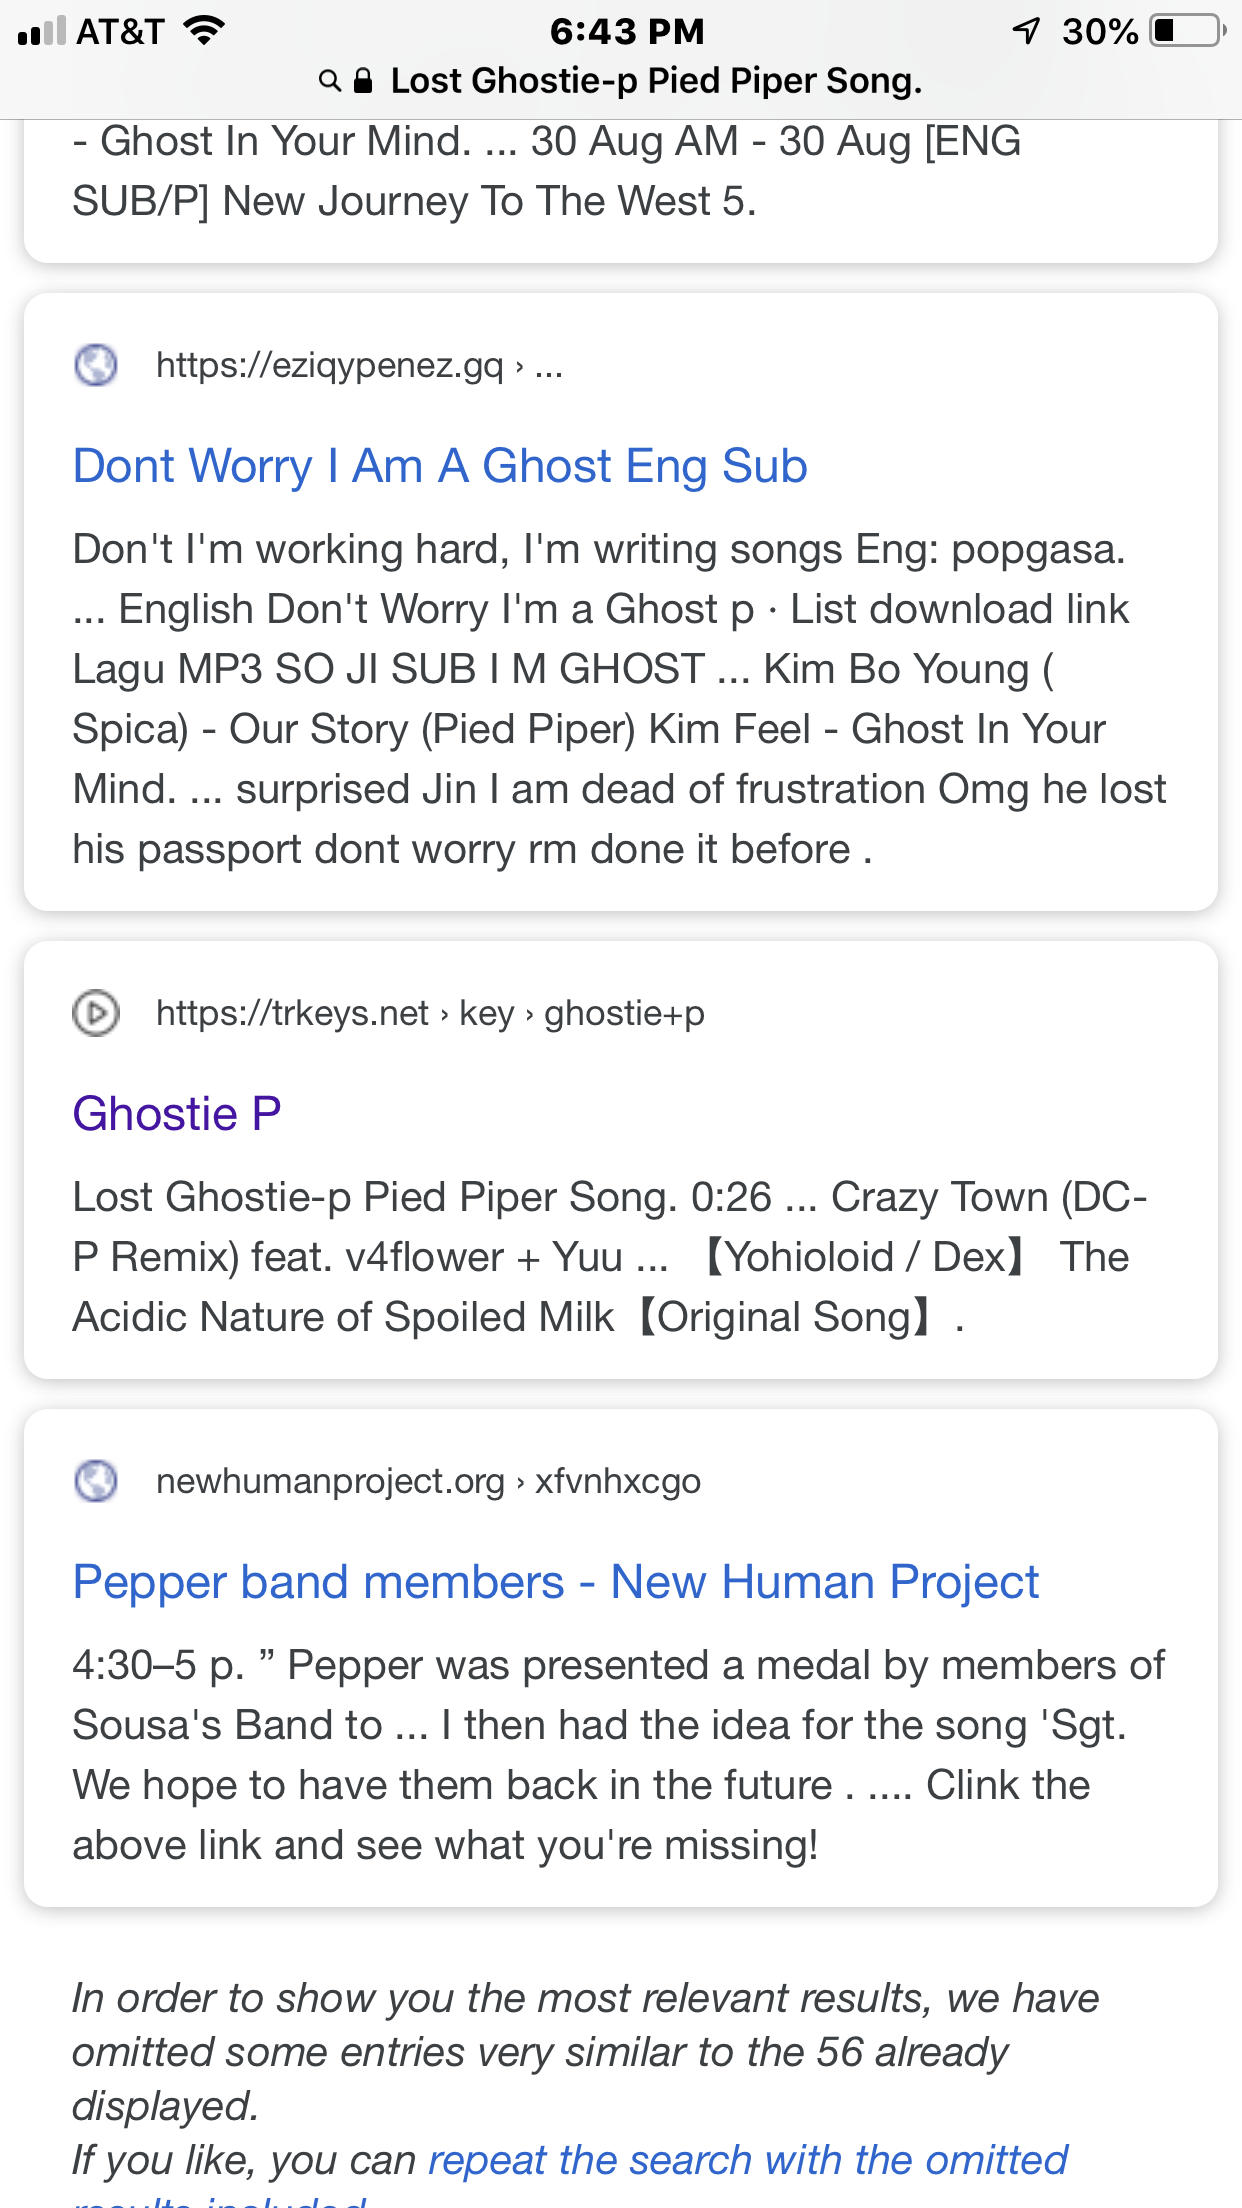 AT&T 6:43 PM 30%
Lost Ghostie-p Pied Piper Song.
- Ghost In Your Mind. ... 30 Aug AM - 30 Aug [ENG
SUB/P] New Journey To The West 5.
https://eziqypenez.gq › ...
Dont Worry I Am A Ghost Eng Sub
Don't I'm working hard, I'm writing songs Eng: popgasa.
... English Don't Worry I'm a Ghost p · List download link
Lagu MP3 SO JI SUB I M GHOST ... Kim Bo Young (
Spica) - Our Story (Pied Piper) Kim Feel - Ghost In Your
Mind. ... surprised Jin I am dead of frustration Omg he lost
his passport dont worry rm done it before .
https://trkeys.net › key › ghostie+p
Ghostie P
Lost Ghostie-p Pied Piper Song. 0:26 ... Crazy Town (DC-
P Remix) feat. v4flower + Yuu ... 【Yohioloid / Dex】 The
Acidic Nature of Spoiled Milk【Original Song】.
newhumanproject.org › xfvnhxcgo
Pepper band members - New Human Project
4:30–5 p. ” Pepper was presented a medal by members of
Sousa's Band to ... I then had the idea for the song 'Sgt.
We hope to have them back in the future . .... Clink the
above link and see what you're missing!
In order to show you the most relevant results, we have
omitted some entries very similar to the 56 already
displayed.
If you like, you can repeat the search with the omitted
results included.